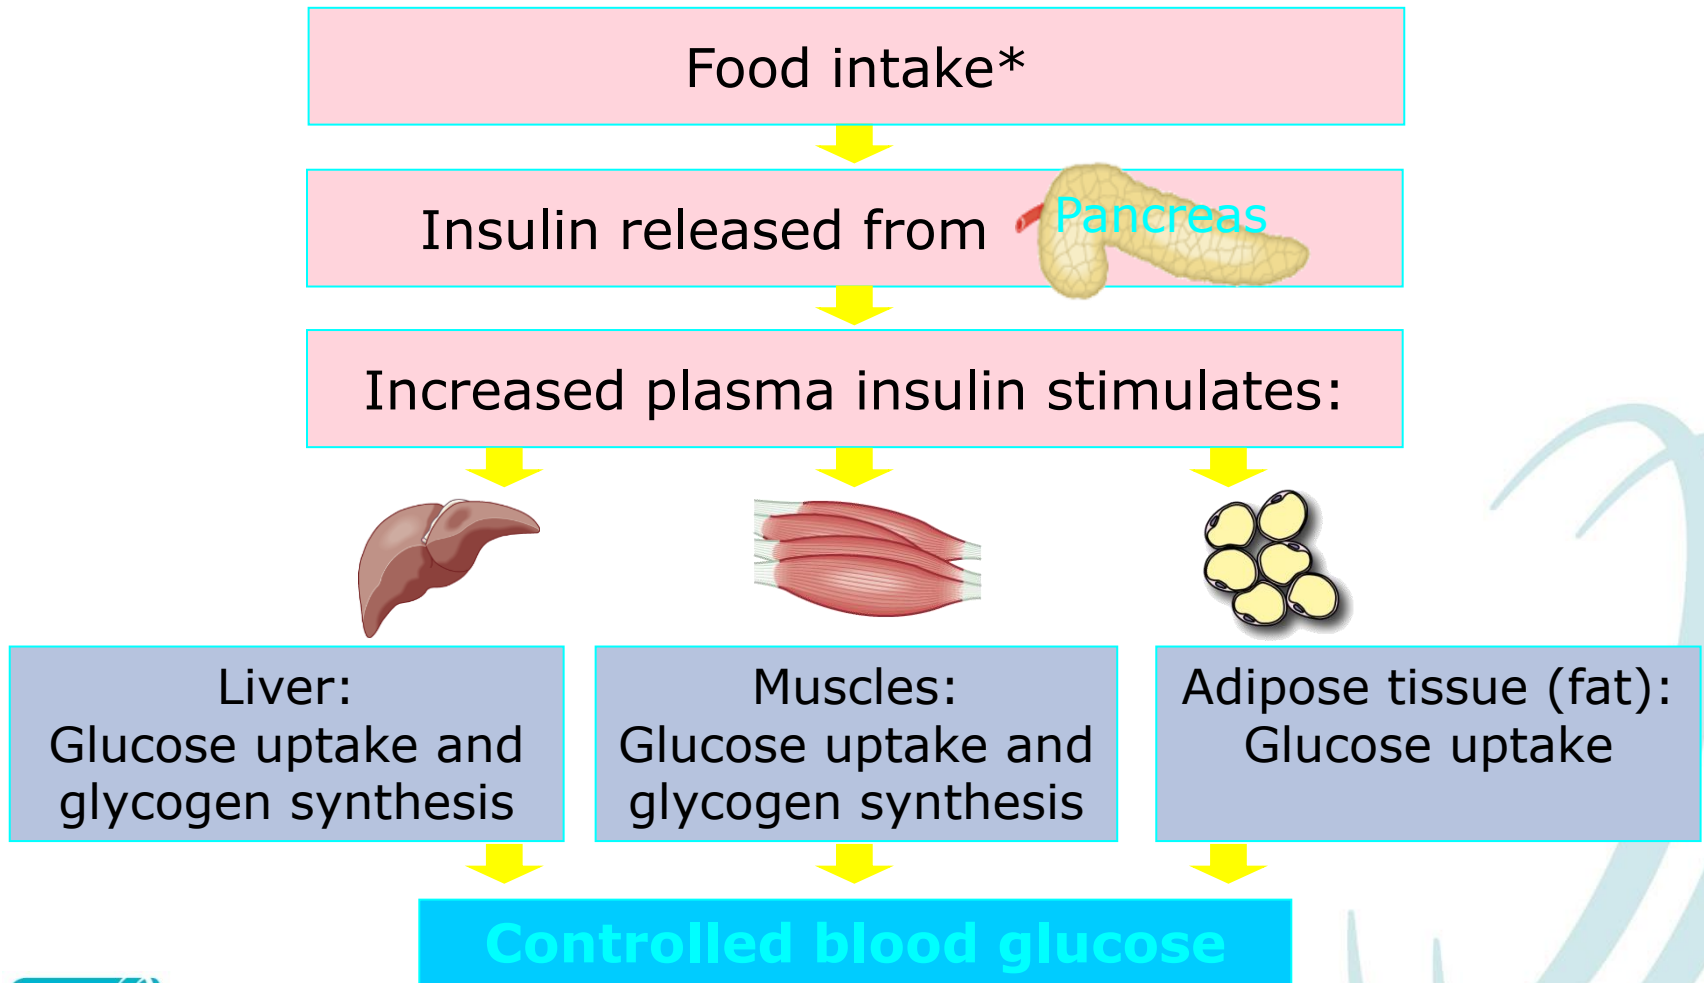 Food intake*
Insulin released from Pancreas
Increased plasma insulin stimulates:
Liver:
Glucose uptake and
glycogen synthesis
Muscles:
Glucose uptake and
glycogen synthesis
Adipose tissue (fat):
Glucose uptake
Controlled blood glucose